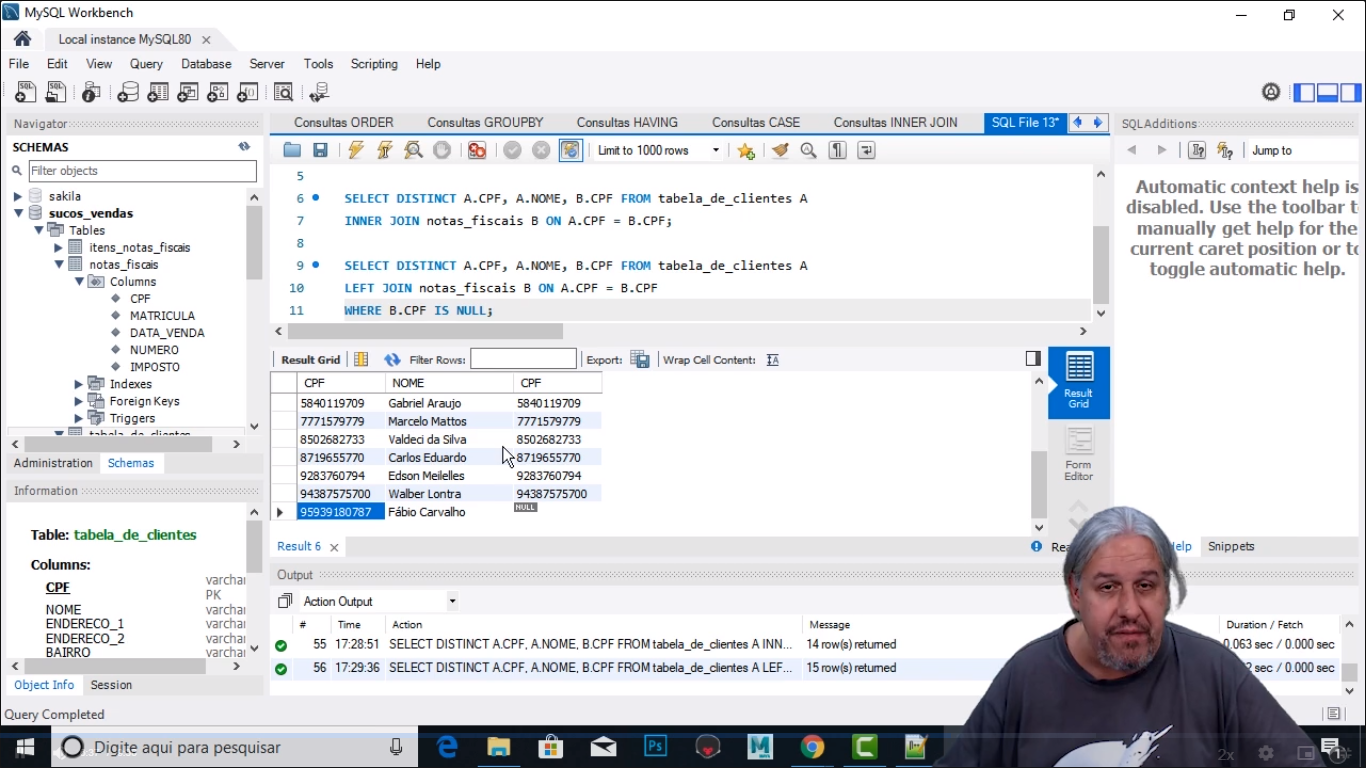 MySQL Workbench
Local instance MySQL80
File Edit View Query Database Server Tools Scripting Help
Navigator
SCHEMAS
Filter objects
sakila
sucos_vendas
Tables
itens_notas_fiscais
notas_fiscais
Columns
CPF
MATRICULA
DATA_VENDA
NUMERO
IMPOSTO
Indexes
Foreign Keys
Triggers
tabela_de_clientes
Administration Schemas
Information
Table: tabela_de_clientes
Columns:
CPF varchar
PK
NOME varchar
ENDERECO_1 varchar
ENDERECO_2 varchar
BAIRRO varchar
Object Info Session
Query Completed
Consultas ORDER Consultas GROUPBY Consultas HAVING Consultas CASE Consultas INNER JOIN SQL File 13*
Limit to 1000 rows
5
6 SELECT DISTINCT A.CPF, A.NOME, B.CPF FROM tabela_de_clientes A
7 INNER JOIN notas_fiscais B ON A.CPF = B.CPF;
8
9 SELECT DISTINCT A.CPF, A.NOME, B.CPF FROM tabela_de_clientes A
10 LEFT JOIN notas_fiscais B ON A.CPF = B.CPF
11 WHERE B.CPF IS NULL;
Result Grid Filter Rows: Export: Wrap Cell Content:
CPF NOME CPF
5840119709 Gabriel Araujo 5840119709
7771579779 Marcelo Mattos 7771579779
8502682733 Valdeci da Silva 8502682733
8719655770 Carlos Eduardo 8719655770
9283760794 Edson Meilelles 9283760794
94387575700 Walber Lontra 94387575700
95939180787 Fábio Carvalho NULL
Result Grid
Form Editor
Result 6
Rea
Output
Action Output
# Time Action Message Duration / Fetch
55 17:28:51 SELECT DISTINCT A.CPF, A.NOME, B.CPF FROM tabela_de_clientes A INN... 14 row(s) returned 0.063 sec / 0.000 sec
56 17:29:36 SELECT DISTINCT A.CPF, A.NOME, B.CPF FROM tabela_de_clientes A LEF... 15 row(s) returned 2 sec / 0.000 sec
SQLAdditions
Jump to
Automatic context help is
disabled. Use the toolbar t
manually get help for the
current caret position or to
toggle automatic help.
elp Snippets
Digite aqui para pesquisar
Ps
M
2x
1